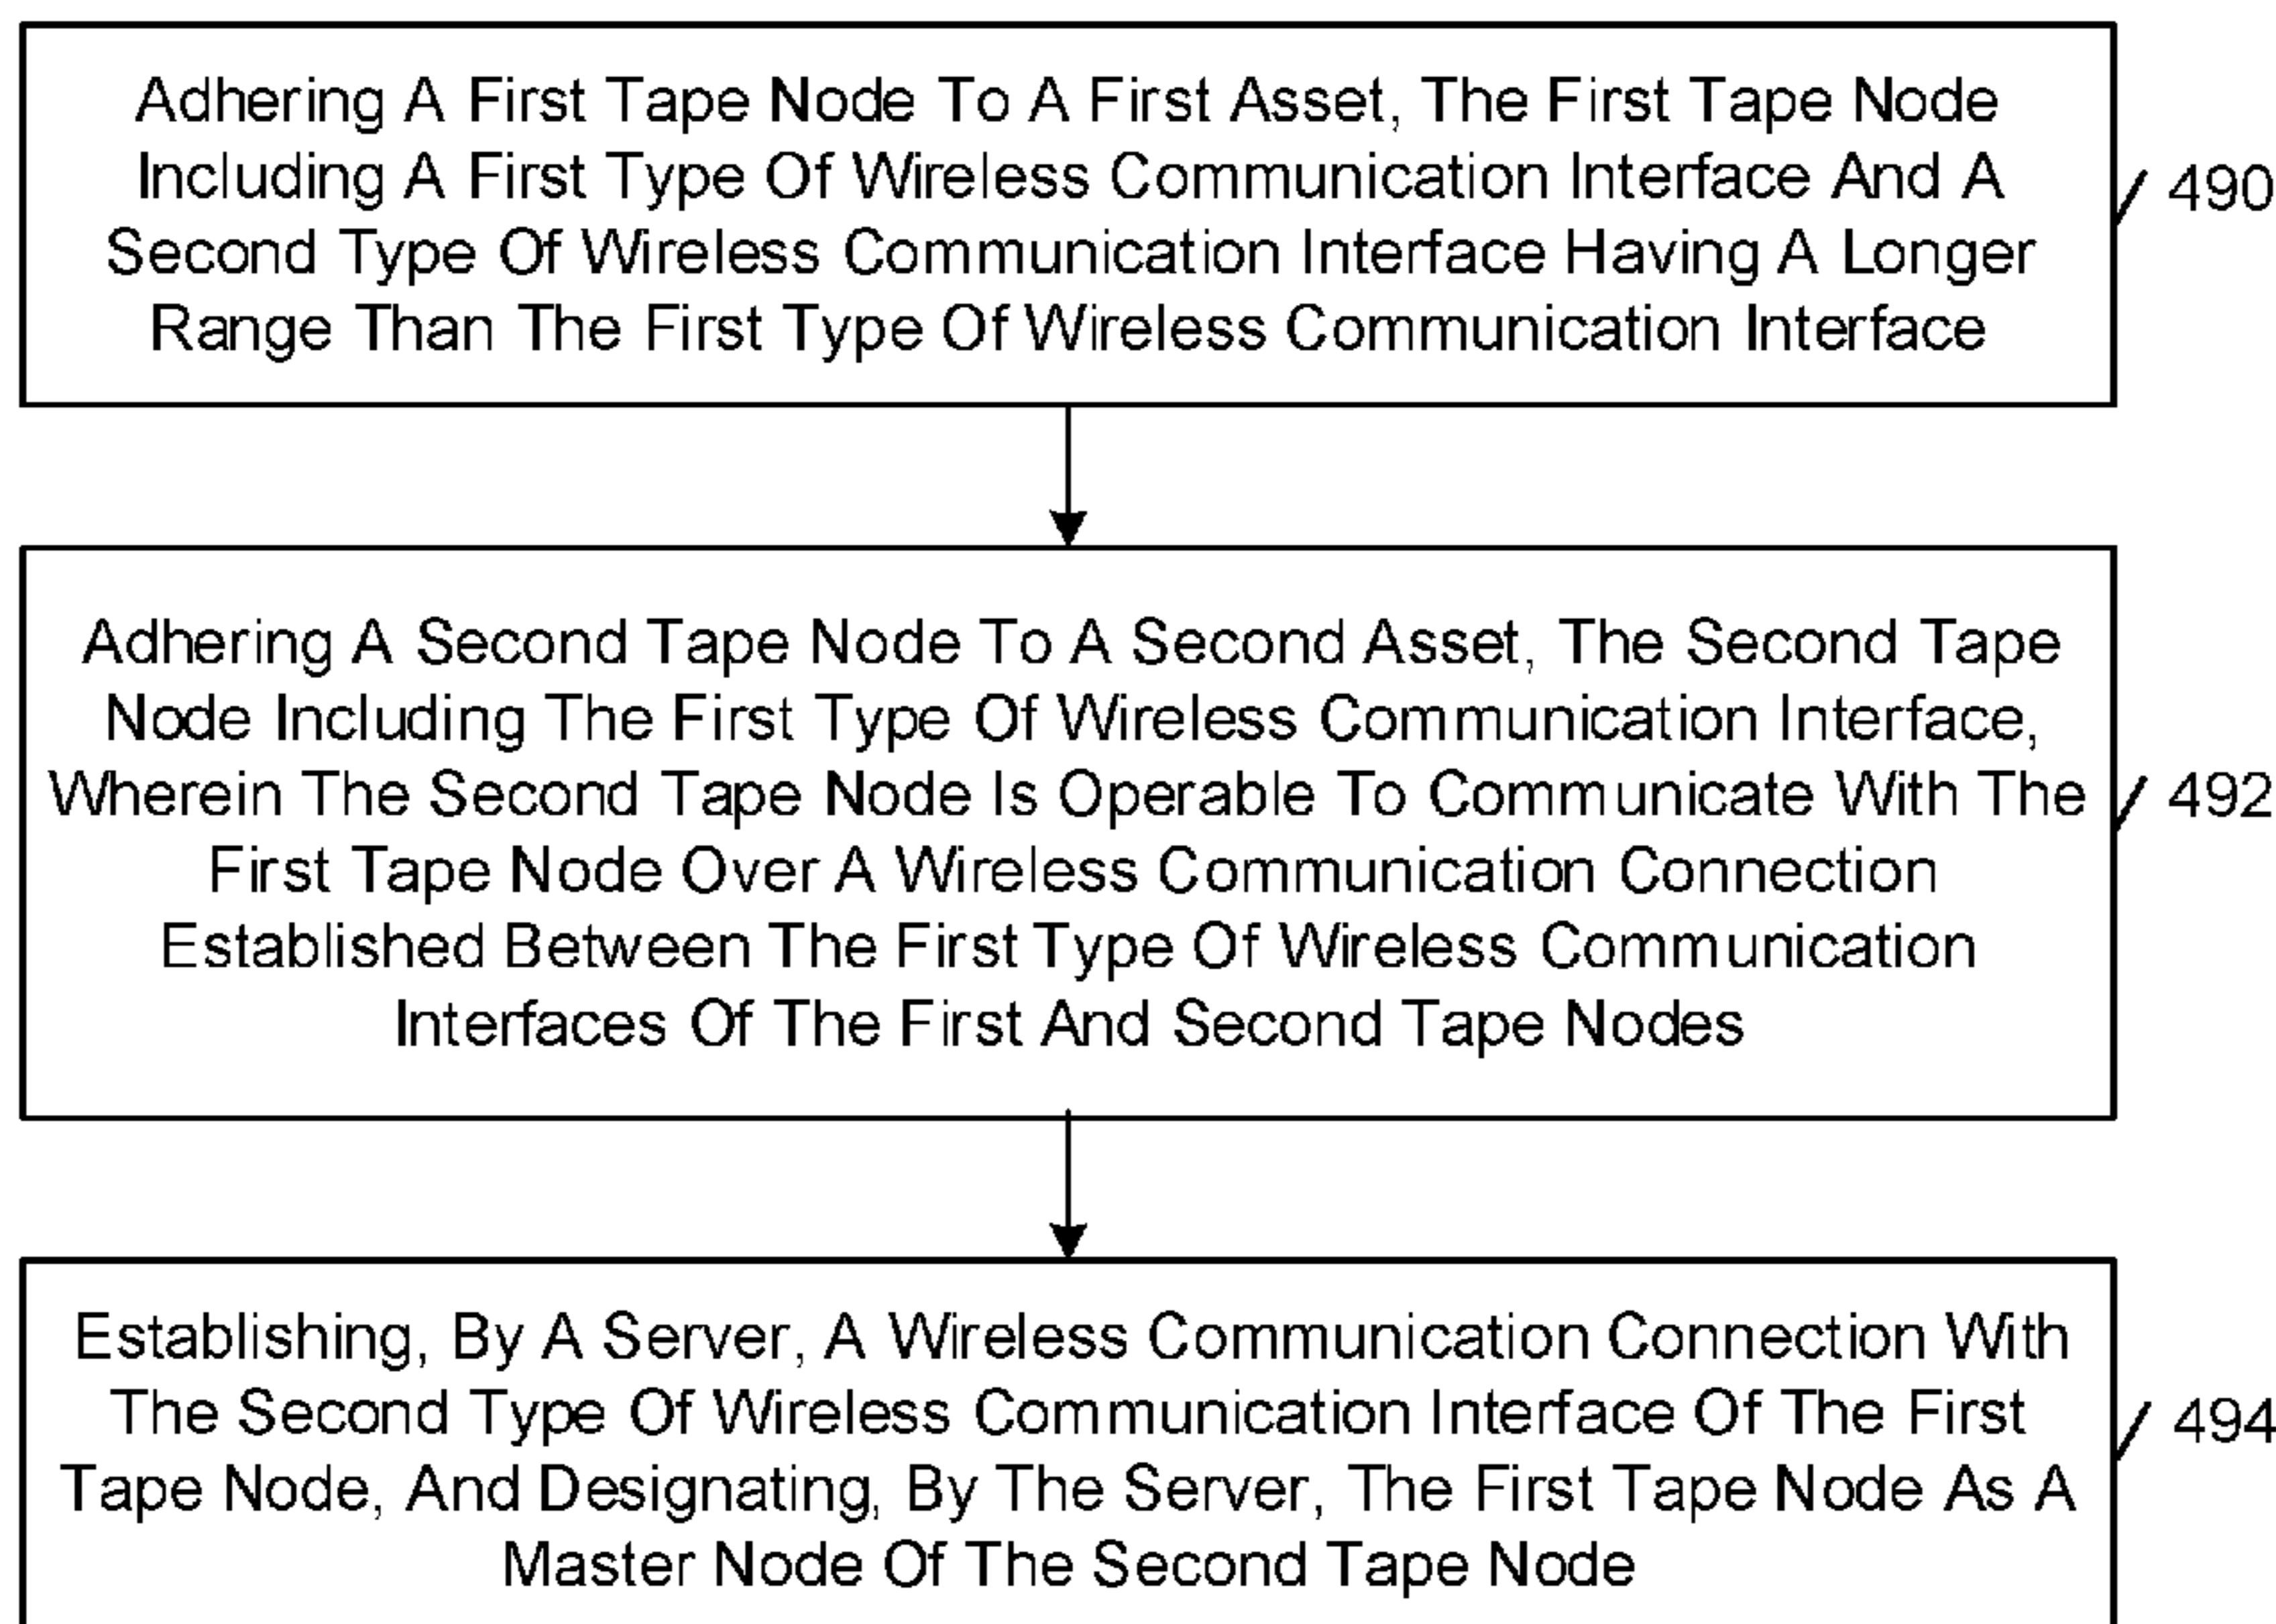 Adhering A First Tape Node To A First Asset, The First Tape Node
Including A First Type Of Wireless Communication Interface And A
Second Type Of Wireless Communication Interface Having A Longer
Range Than The First Type Of Wireless Communication Interface
490
Adhering A Second Tape Node To A Second Asset, The Second Tape
Node Including The First Type Of Wireless Communication Interface,
Wherein The Second Tape Node Is Operable To Communicate With The
First Tape Node Over A Wireless Communication Connection
Established Between The First Type Of Wireless Communication
Interfaces Of The First And Second Tape Nodes
492
Establishing, By A Server, A Wireless Communication Connection With
The Second Type Of Wireless Communication Interface Of The First
Tape Node, And Designating, By The Server, The First Tape Node As A
Master Node Of The Second Tape Node
494